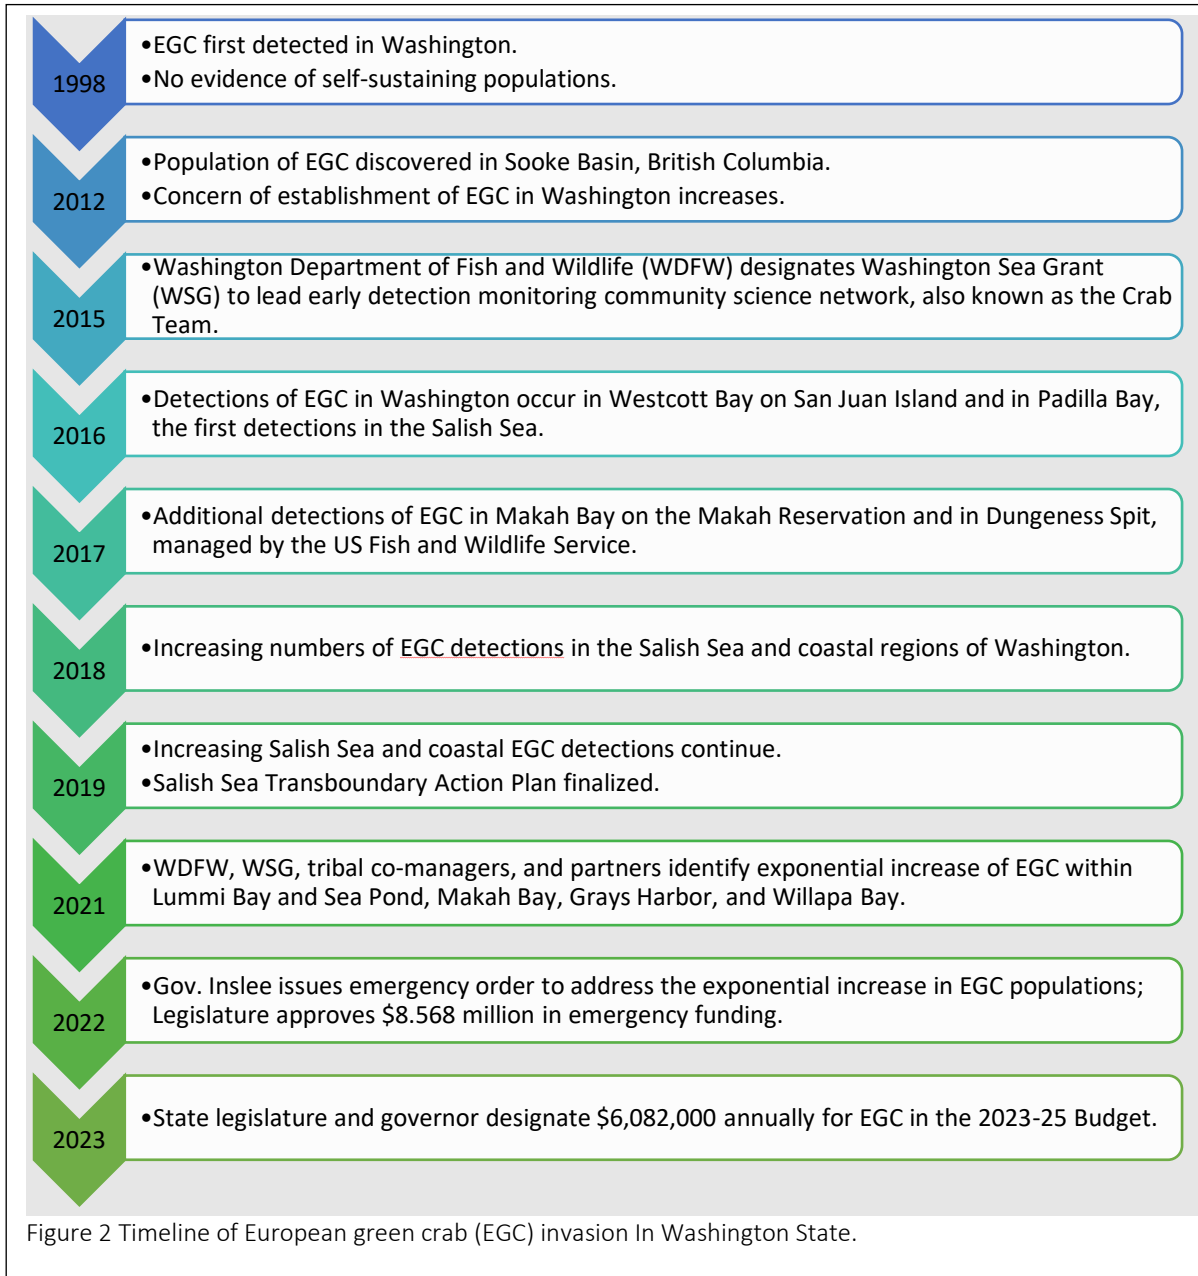 1998
•EGC first detected in Washington.
•No evidence of self-sustaining populations.
2012
•Population of EGC discovered in Sooke Basin, British Columbia.
•Concern of establishment of EGC in Washington increases.
2015
•Washington Department of Fish and Wildlife (WDFW) designates Washington Sea Grant
(WSG) to lead early detection monitoring community science network, also known as the Crab
Team.
2016
•Detections of EGC in Washington occur in Westcott Bay on San Juan Island and in Padilla Bay,
the first detections in the Salish Sea.
2017
•Additional detections of EGC in Makah Bay on the Makah Reservation and in Dungeness Spit,
managed by the US Fish and Wildlife Service.
2018
•Increasing numbers of EGC detections in the Salish Sea and coastal regions of Washington.
2019
•Increasing Salish Sea and coastal EGC detections continue.
•Salish Sea Transboundary Action Plan finalized.
2021
•WDFW, WSG, tribal co-managers, and partners identify exponential increase of EGC within
Lummi Bay and Sea Pond, Makah Bay, Grays Harbor, and Willapa Bay.
2022
•Gov. Inslee issues emergency order to address the exponential increase in EGC populations;
Legislature approves $8.568 million in emergency funding.
2023
•State legislature and governor designate $6,082,000 annually for EGC in the 2023-25 Budget.
Figure 2 Timeline of European green crab (EGC) invasion In Washington State.